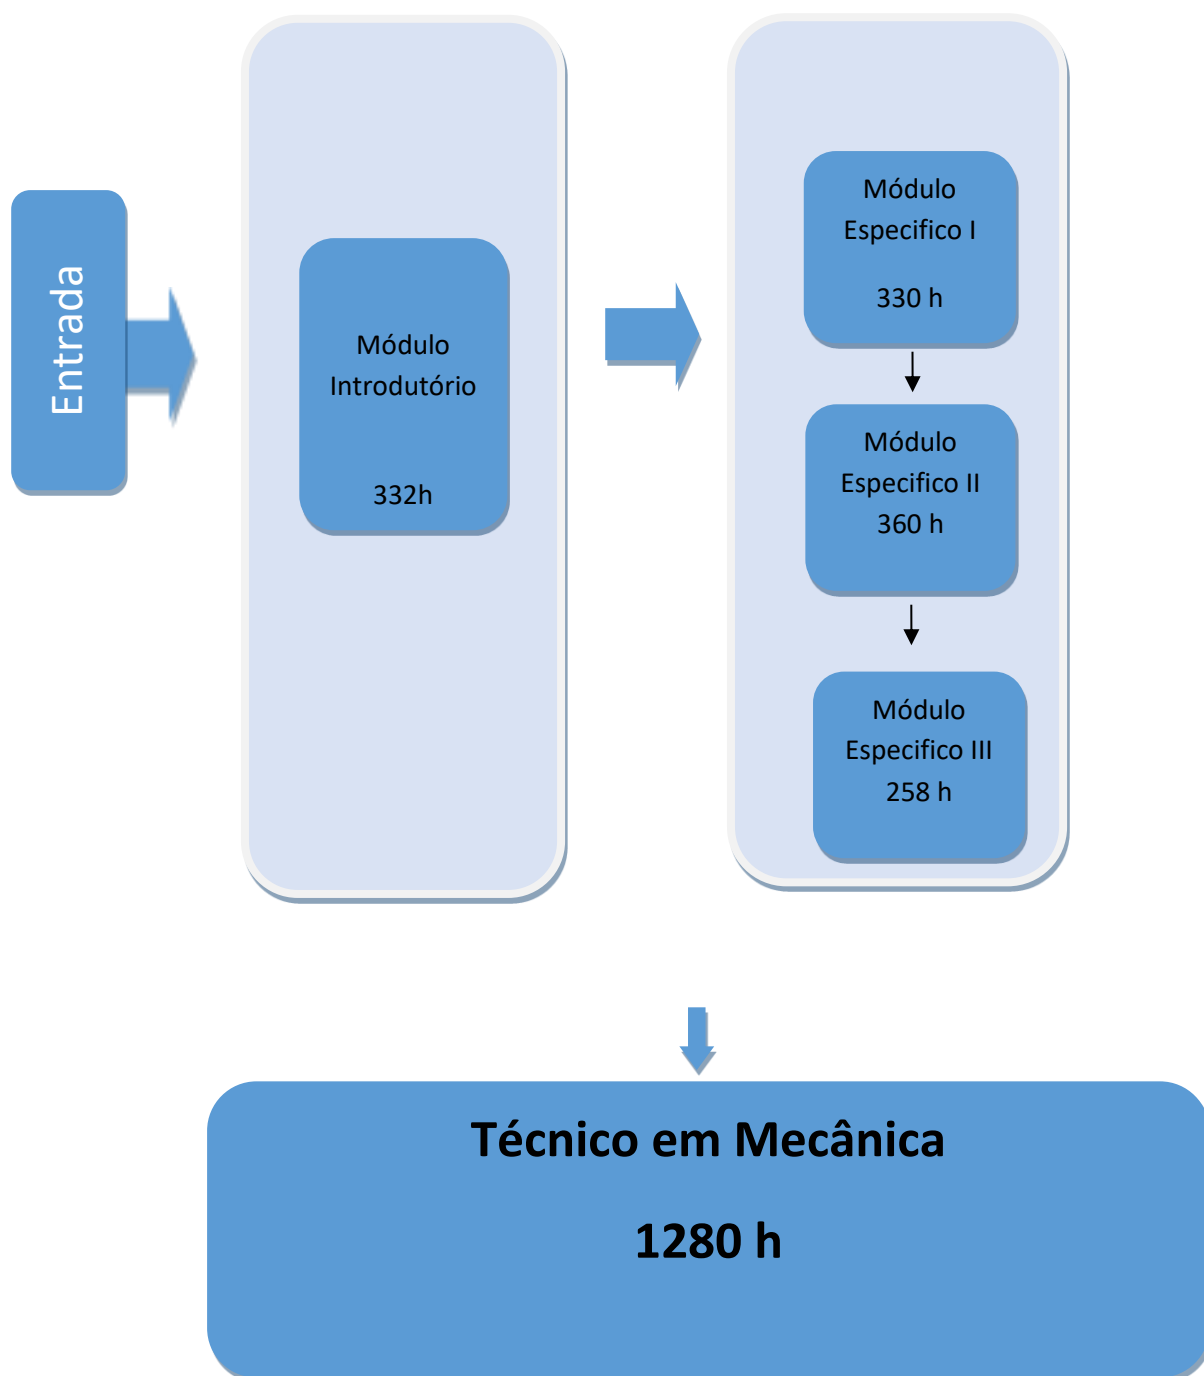 Entrada
Módulo
Introdutório
332h
Módulo
Especifico I
330 h
Módulo
Especifico II
360 h
Módulo
Especifico III
258 h
Técnico em Mecânica
1280 h